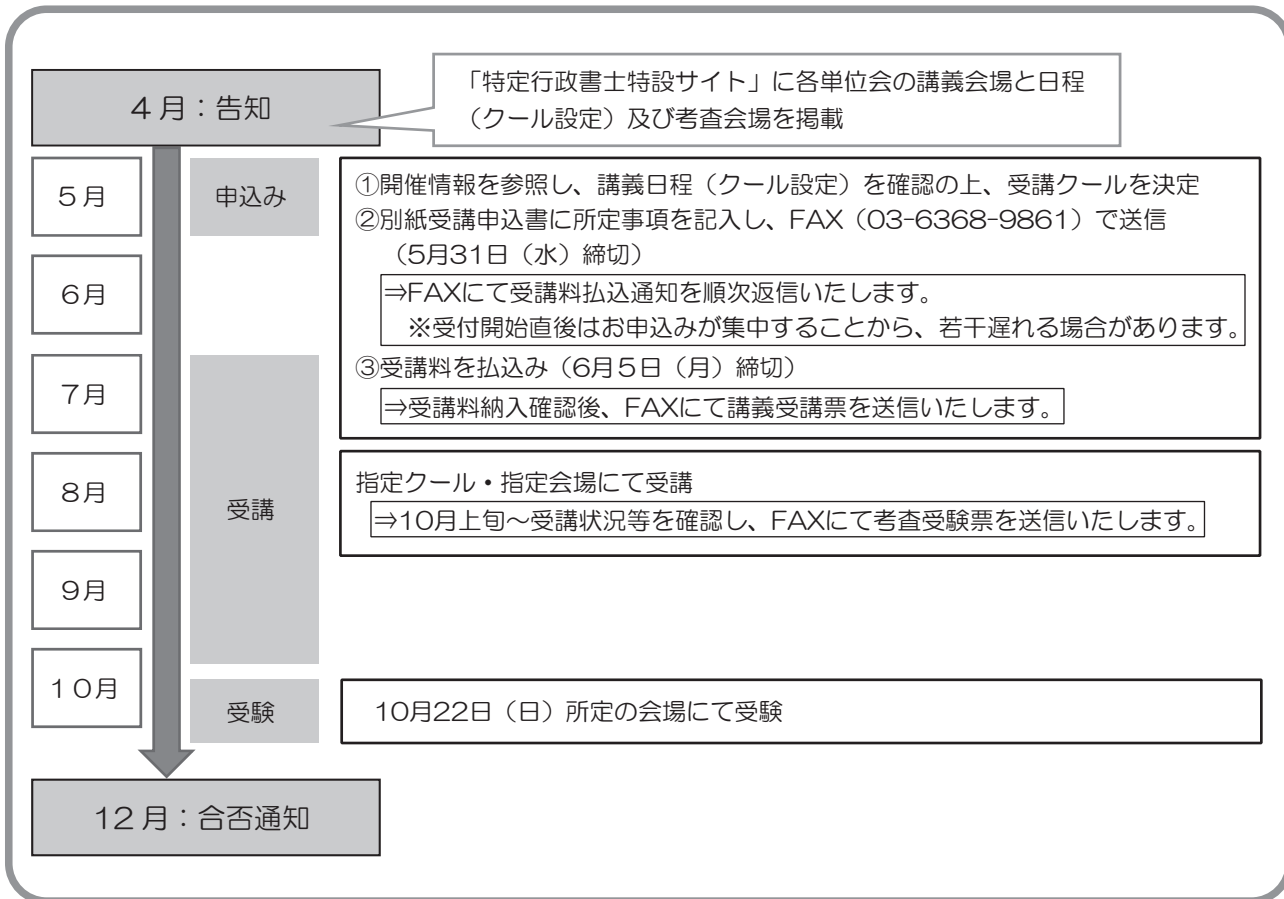 4月：告知
「特定行政書士特設サイト」に各単位会の講義会場と日程
（クール設定）及び考査会場を掲載
5月
申込み
①開催情報を参照し、講義日程（クール設定）を確認の上、受講クールを決定
②別紙受講申込書に所定事項を記入し、FAX（03-6368-9861）で送信
（5月31日（水）締切）
⇒FAXにて受講料払込通知を順次返信いたします。
※受付開始直後はお申込みが集中することから、若干遅れる場合があります。
③受講料を払込み（6月5日（月）締切）
⇒受講料納入確認後、FAXにて講義受講票を送信いたします。
6月
7月
8月
受講
指定クール・指定会場にて受講
⇒10月上旬～受講状況等を確認し、FAXにて考査受験票を送信いたします。
9月
10月
受験
10月22日（日）所定の会場にて受験
12月：合否通知